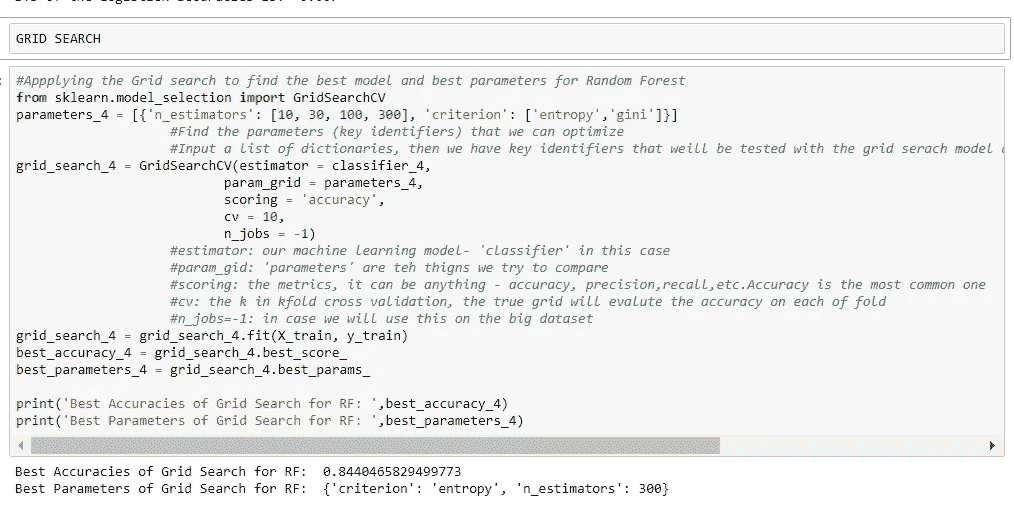 GRID SEARCH
#Appplying the Grid search to find the best model and best parameters for Random Forest
from sklearn.model_selection import GridSearchCV
parameters_4 = [{'n_estimators': [10, 30, 100, 300], 'criterion': ['entropy','gini']}]
#Find the parameters (key identifiers) that we can optimize
#Input a list of dictionaries, then we have key identifiers that weill be tested with the grid serach model
grid_search_4 = GridSearchCV(estimator = classifier_4,
param_grid = parameters_4,
scoring = 'accuracy',
cv = 10,
n_jobs = -1)
#estimator: our machine learning model- 'classifier' in this case
#param_gid: 'parameters' are teh thigns we try to compare
#scoring: the metrics, it can be anything - accuracy, precision,recall,etc.Accuracy is the most common one
#cv: the k in kfold cross validation, the true grid will evalute the accuracy on each of fold
#n_jobs=-1: in case we will use this on the big dataset
grid_search_4 = grid_search_4.fit(X_train, y_train)
best_accuracy_4 = grid_search_4.best_score_
best_parameters_4 = grid_search_4.best_params_
print('Best Accuracies of Grid Search for RF: ',best_accuracy_4)
print('Best Parameters of Grid Search for RF: ',best_parameters_4)
Best Accuracies of Grid Search for RF:  0.8440465829499773
Best Parameters of Grid Search for RF:  {'criterion': 'entropy', 'n_estimators': 300}